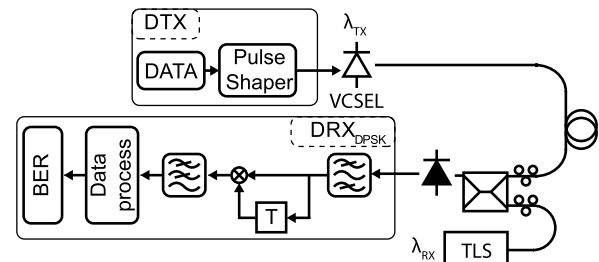 DTX
λTX
DATA
Pulse
Shaper
VCSEL
DRXDPSK
BER
Data
process
T
λRX
TLS